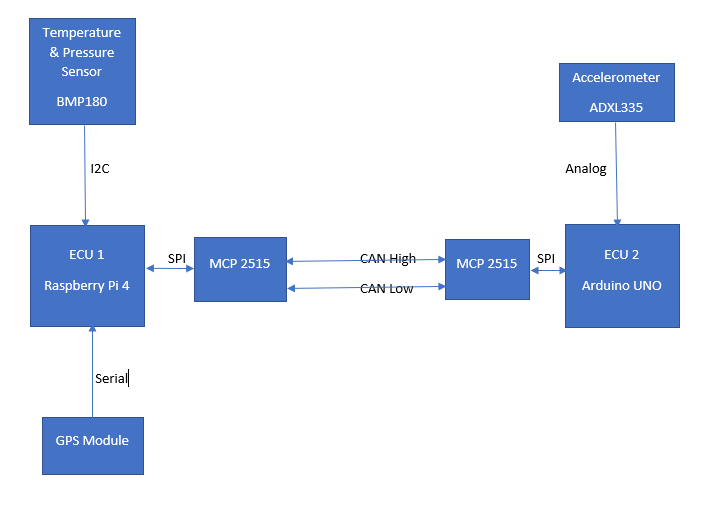 Temperature
& Pressure
Sensor
BMP180
Accelerometer
ADXL335
I2C
Analog
ECU 1
Raspberry Pi 4
SPI
MCP 2515
CAN High
CAN Low
MCP 2515
SPI
ECU 2
Arduino UNO
Serial
GPS Module